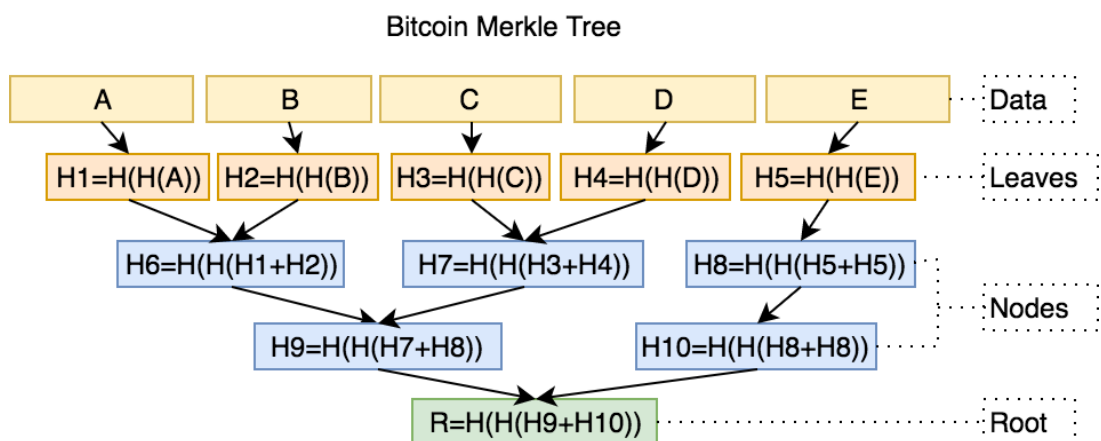 Bitcoin Merkle Tree
A
B
C
D
E
Data
H1=H(H(A))
H2=H(H(B))
H3=H(H(C))
H4=H(H(D))
H5=H(H(E))
Leaves
H6=H(H(H1+H2))
H7=H(H(H3+H4))
H8=H(H(H5+H5))
Nodes
H9=H(H(H7+H8))
H10=H(H(H8+H8))
R=H(H(H9+H10))
Root